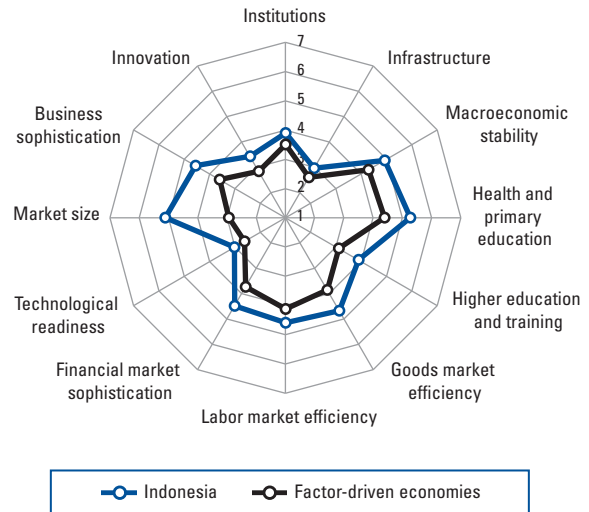 Institutions
7
6
5
4
3
2
1
Infrastructure
Macroeconomic
stability
Health and
primary
education
Higher education
and training
Goods market
efficiency
Labor market efficiency
Financial market
sophistication
Technological
readiness
Market size
Business
sophistication
Innovation
Indonesia
Factor-driven economies